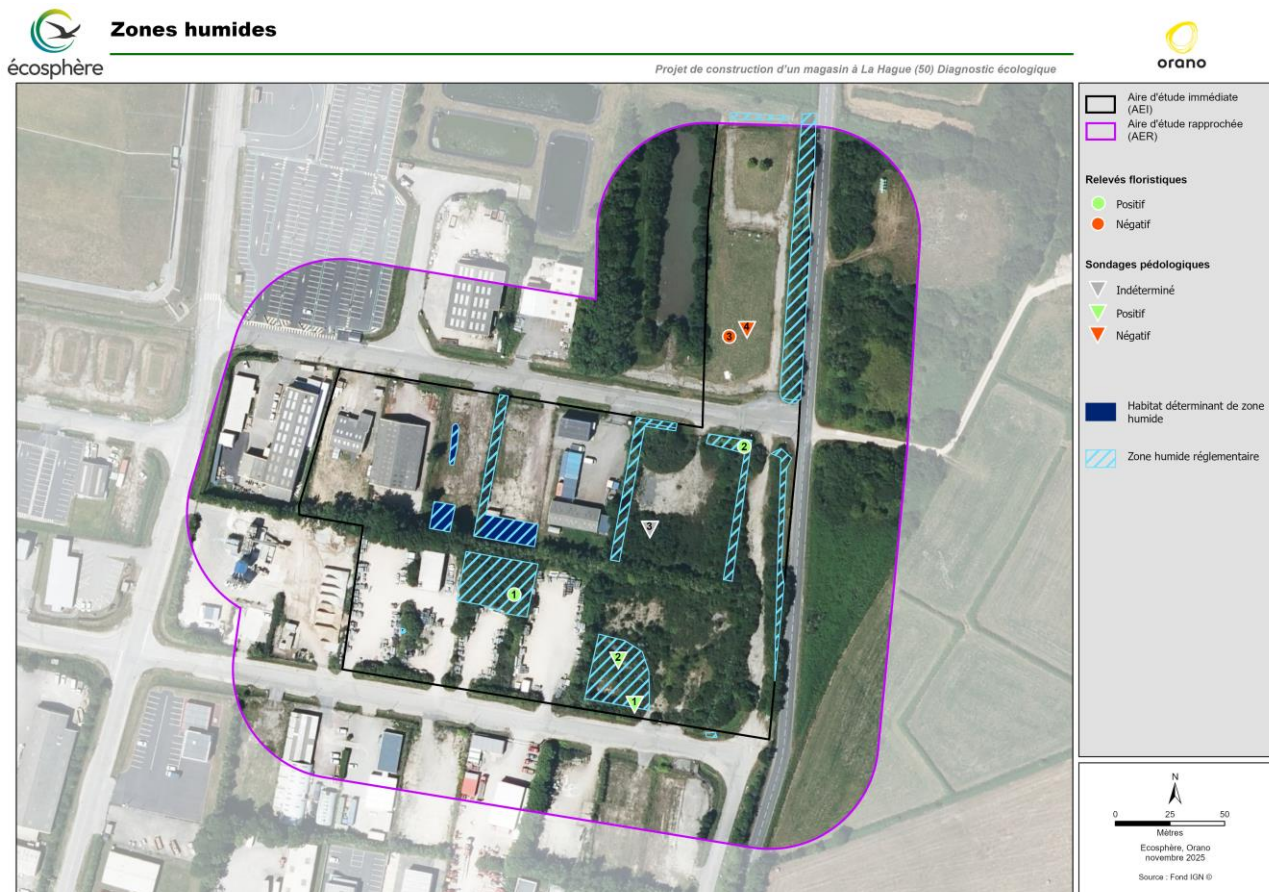 écosphère
Zones humides
Projet de construction d'un magasin à La Hague (50) Diagnostic écologique
orano
Aire d'étude immédiate
(AEI)
Aire d'étude rapprochée
(AER)
Relevés floristiques
Positif
Négatif
Sondages pédologiques
Indéterminé
Positif
Négatif
Habitat déterminant de zone
humide
Zone humide réglementaire
3
4
2
3
1
2
1
N
0 25 50
Mètres
Ecosphère, Orano
novembre 2025
Source : Fond IGN ©